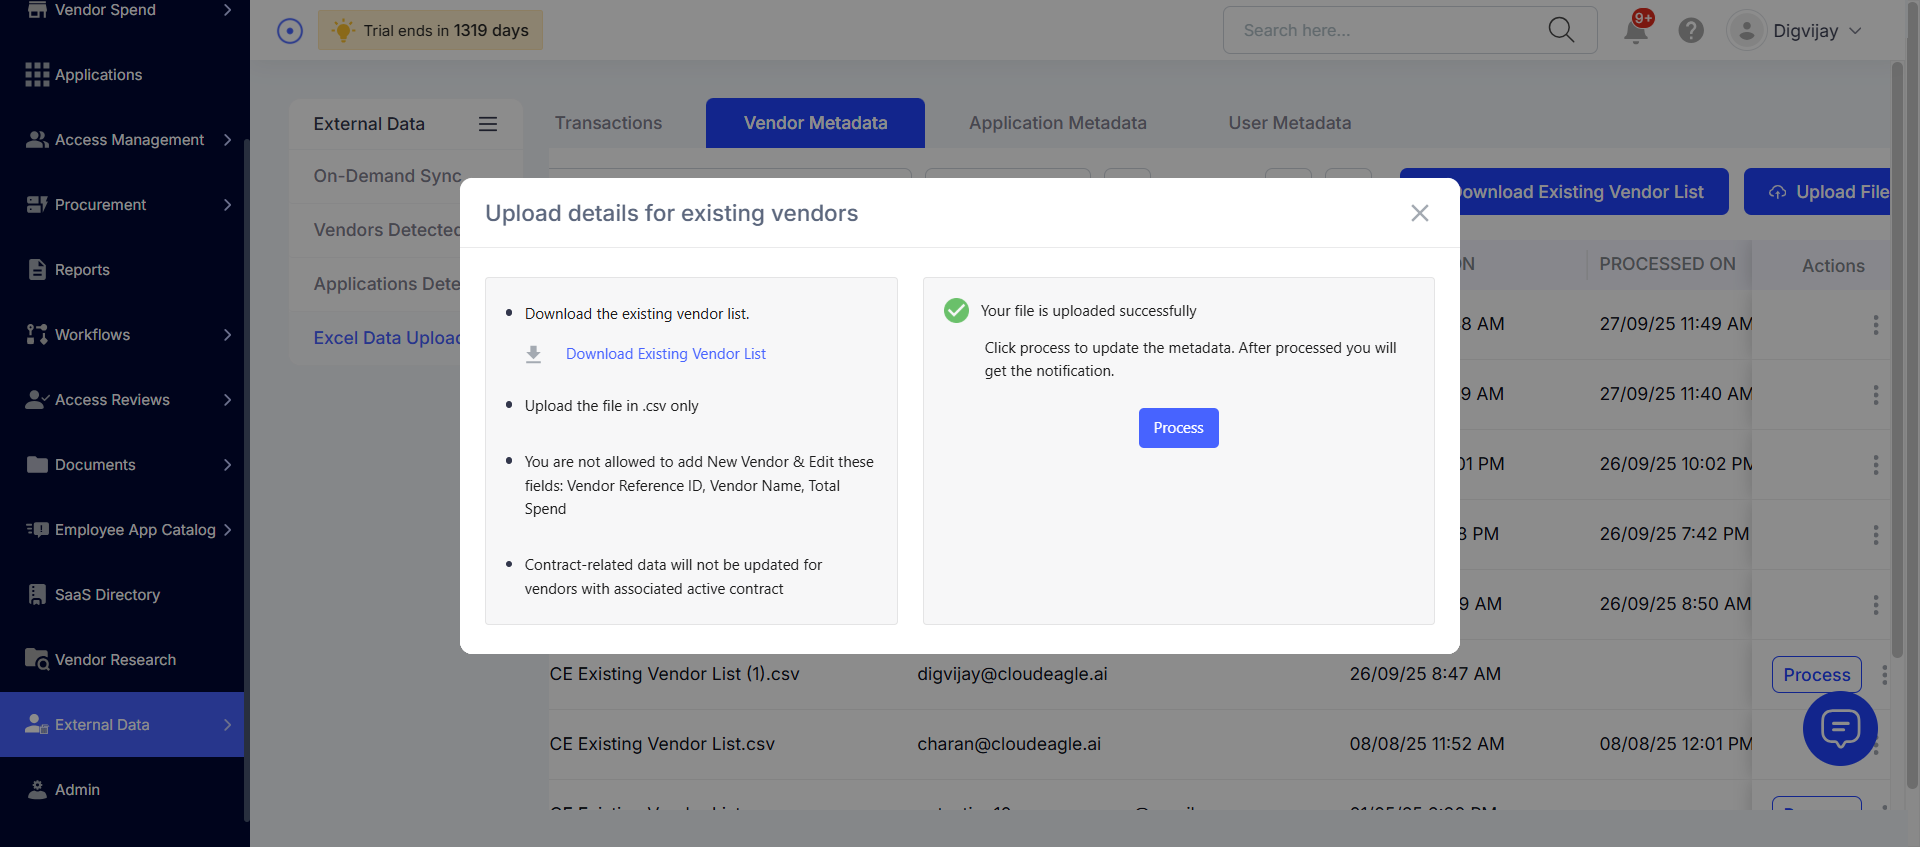 Vendor Spend
Applications
Access Management
Procurement
Reports
Workflows
Access Reviews
Documents
Employee App Catalog
SaaS Directory
Vendor Research
External Data
Admin
Trial ends in 1319 days
Search here...
9+
Digvijay
External Data
On-Demand Sync
Vendors Detected
Applications Dete
Excel Data Upload
Transactions
Vendor Metadata
Application Metadata
User Metadata
ownload Existing Vendor List
Upload File
Upload details for existing vendors
Download the existing vendor list.
Download Existing Vendor List
Upload the file in .csv only
You are not allowed to add New Vendor & Edit these
fields: Vendor Reference ID, Vendor Name, Total
Spend
Contract-related data will not be updated for
vendors with associated active contract
Your file is uploaded successfully
Click process to update the metadata. After processed you will
get the notification.
Process
ON PROCESSED ON Actions
8 AM 27/09/25 11:49 AM
9 AM 27/09/25 11:40 AM
01 PM 26/09/25 10:02 PM
8 PM 26/09/25 7:42 PM
9 AM 26/09/25 8:50 AM
CE Existing Vendor List (1).csv digvijay@cloudeagle.ai 26/09/25 8:47 AM Process
CE Existing Vendor List.csv charan@cloudeagle.ai 08/08/25 11:52 AM 08/08/25 12:01 PM